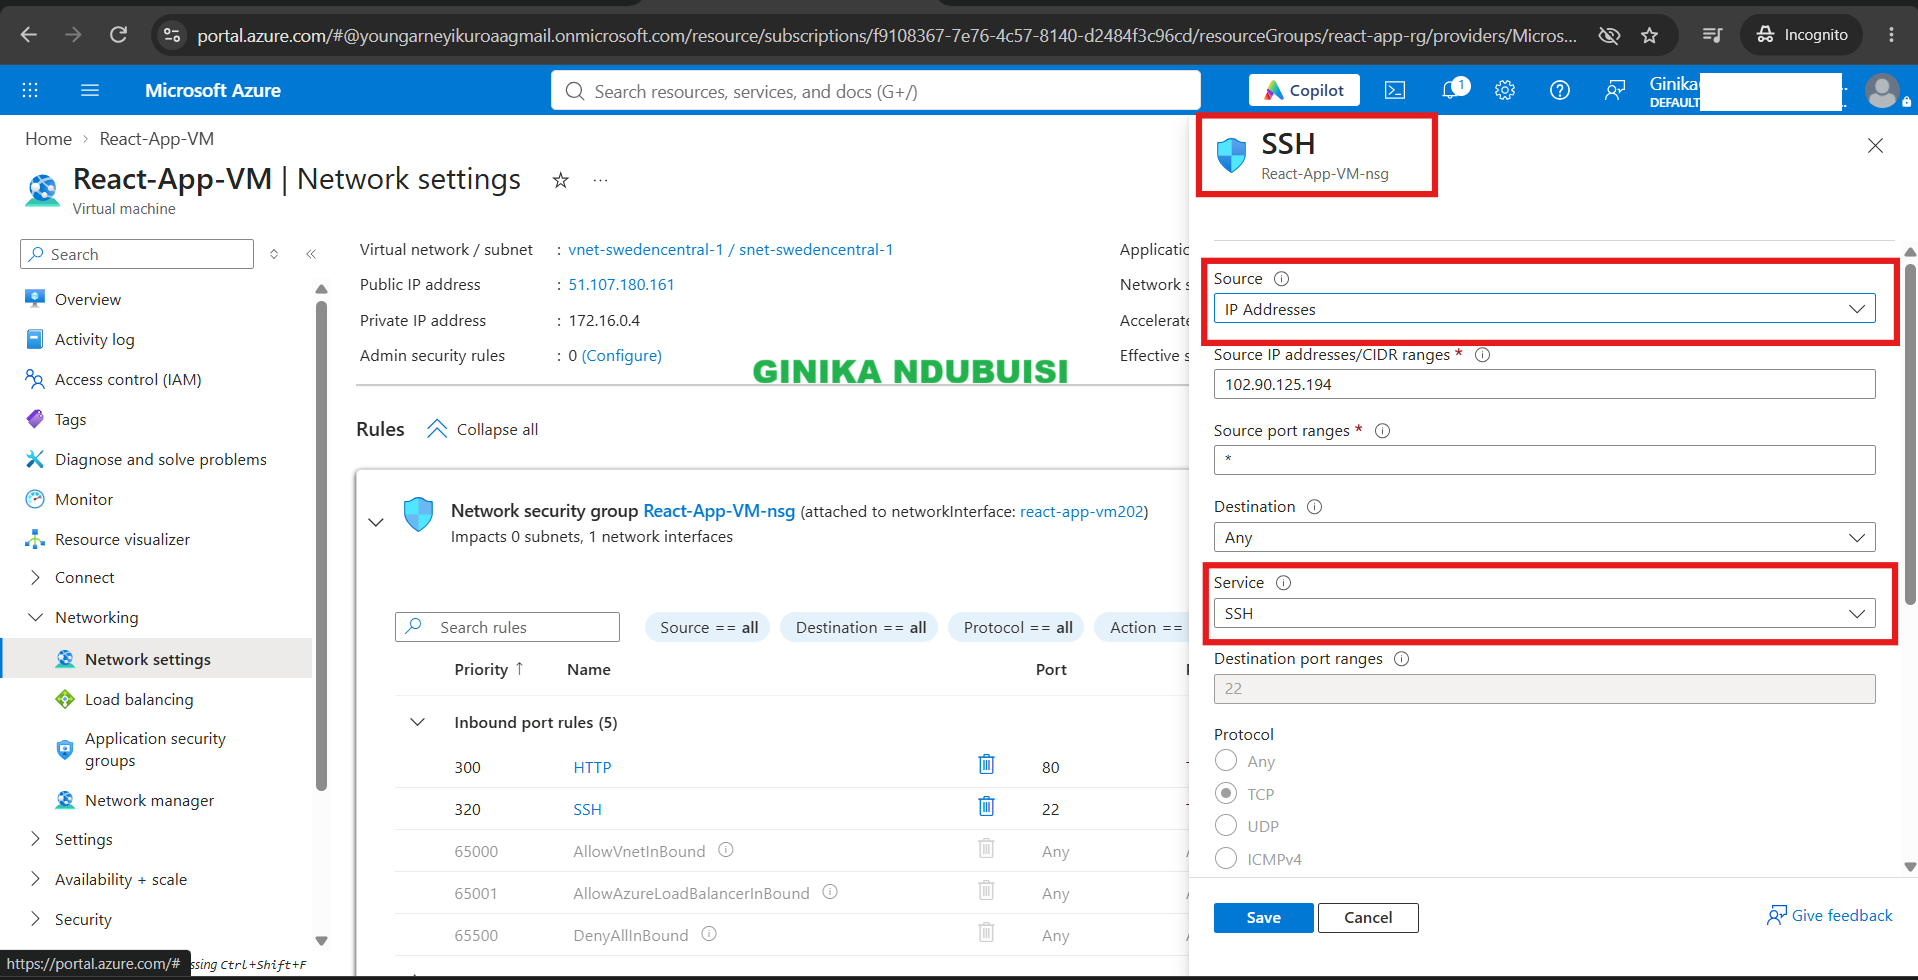 portal.azure.com/#@youngarneyikuroaagmail.onmicrosoft.com/resource/subscriptions/f9108367-7e76-4c57-8140-d2484f3c96cd/resourceGroups/react-app-rg/providers/Micros...
Incognito
Microsoft Azure
Search resources, services, and docs (G+/)
Copilot
1
Ginika
DEFAULT
Home > React-App-VM
React-App-VM | Network settings
Virtual machine
Search
Overview
Activity log
Access control (IAM)
Tags
Diagnose and solve problems
Monitor
Resource visualizer
Connect
Networking
Network settings
Load balancing
Application security
groups
Network manager
Settings
Availability + scale
Security
https://portal.azure.com/#
ssing Ctrl+Shift+F
Virtual network / subnet : vnet-swedencentral-1 / snet-swedencentral-1
Public IP address : 51.107.180.161
Private IP address : 172.16.0.4
Admin security rules : 0 (Configure)
Applicatic
Network s
Accelerate
Effective s
GINIKA NDUBUISI
Rules Collapse all
Network security group React-App-VM-nsg (attached to networkInterface: react-app-vm202)
Impacts 0 subnets, 1 network interfaces
Search rules
Source == all
Destination == all
Protocol == all
Action ==
Priority ↑ Name Port
Inbound port rules (5)
300 HTTP 80
320 SSH 22
65000 AllowVnetInBound Any
65001 AllowAzureLoadBalancerInBound Any
65500 DenyAllInBound Any
SSH
React-App-VM-nsg
Source
IP Addresses
Source IP addresses/CIDR ranges *
102.90.125.194
Source port ranges *
*
Destination
Any
Service
SSH
Destination port ranges
22
Protocol
Any
TCP
UDP
ICMPv4
Save
Cancel
Give feedback